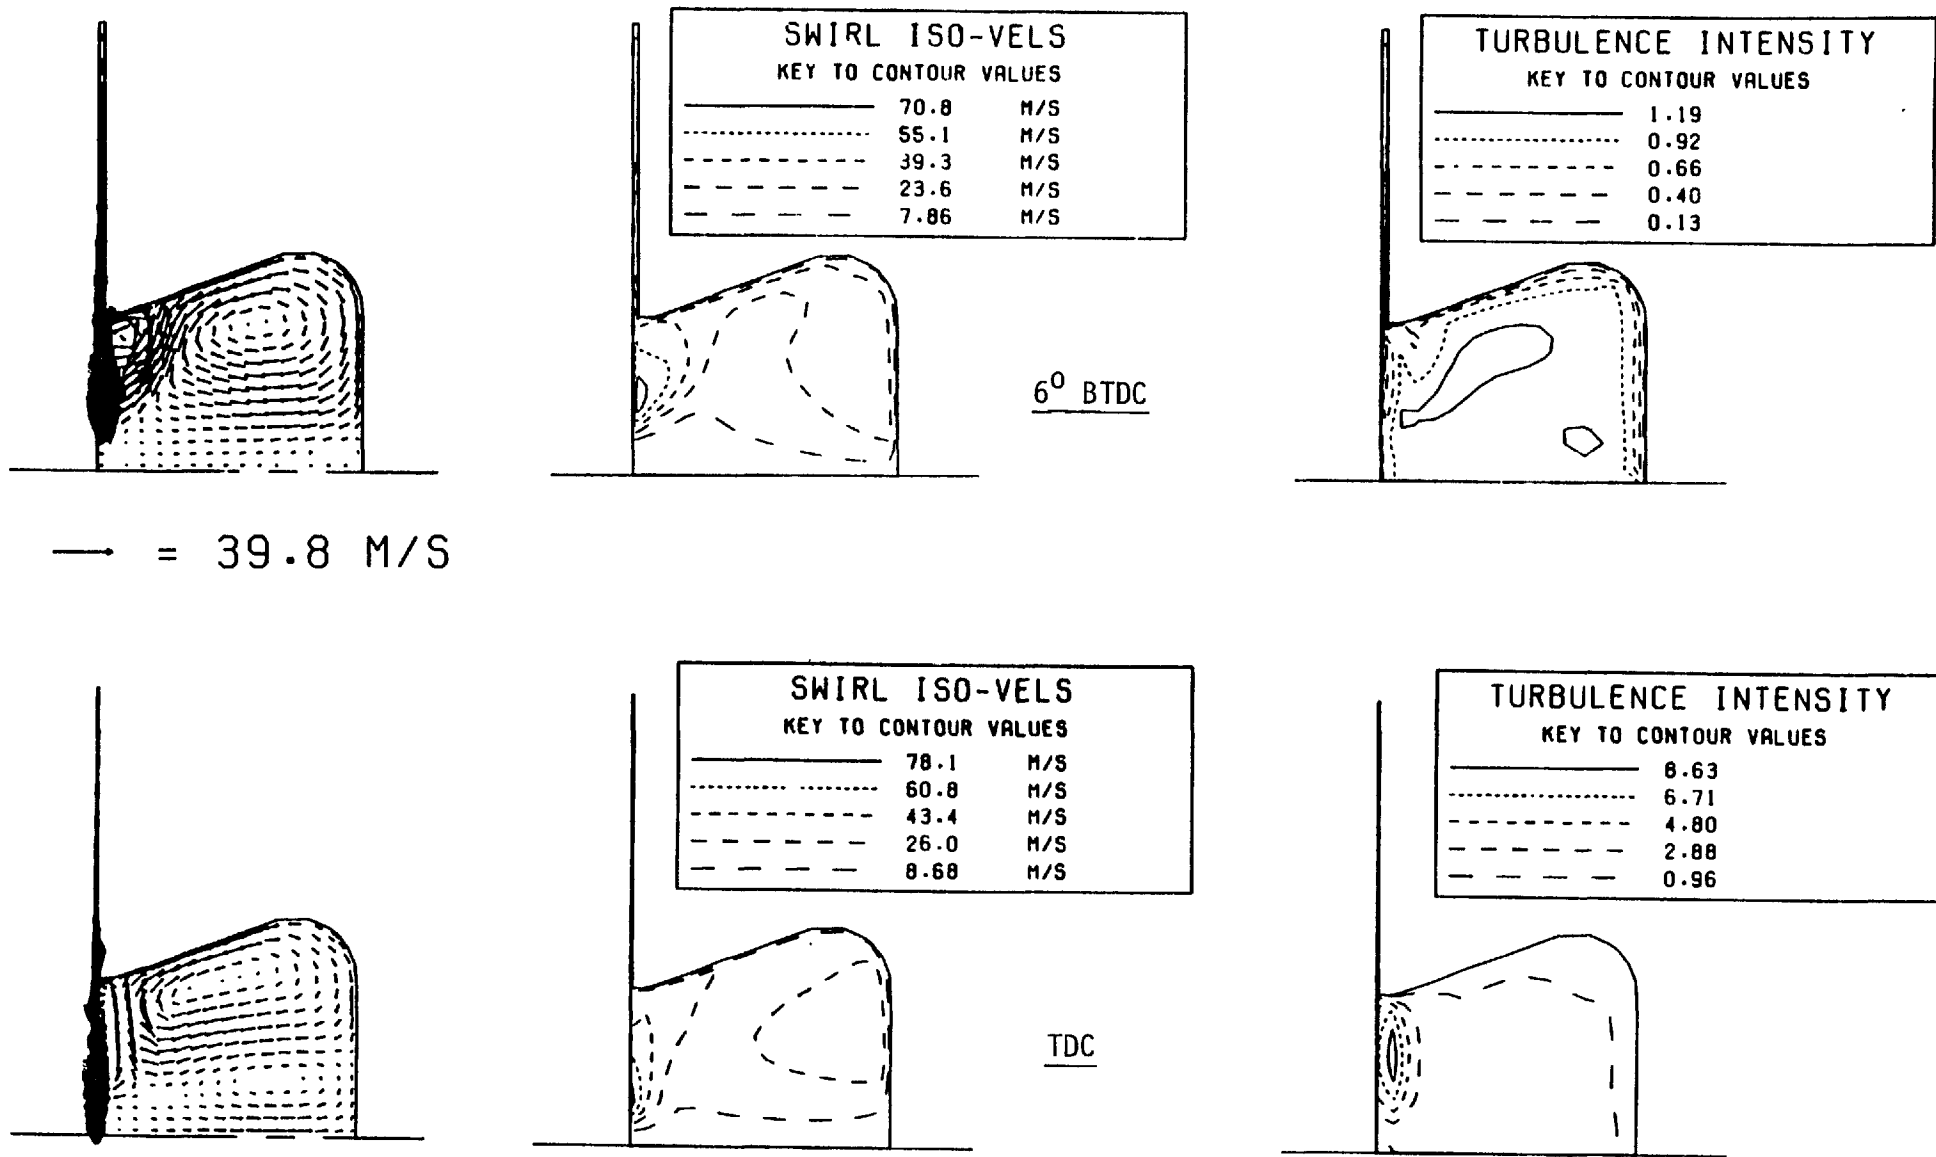 SWIRL ISO-VELS
KEY TO CONTOUR VALUES
70.8 M/S
55.1 M/S
39.3 M/S
23.6 M/S
7.86 M/S
TURBULENCE INTENSITY
KEY TO CONTOUR VALUES
1.19
0.92
0.66
0.40
0.13
6⁰ BTDC
= 39.8 M/S
SWIRL ISO-VELS
KEY TO CONTOUR VALUES
78.1 M/S
60.8 M/S
43.4 M/S
26.0 M/S
8.68 M/S
TURBULENCE INTENSITY
KEY TO CONTOUR VALUES
8.63
6.71
4.80
2.88
0.96
TDC